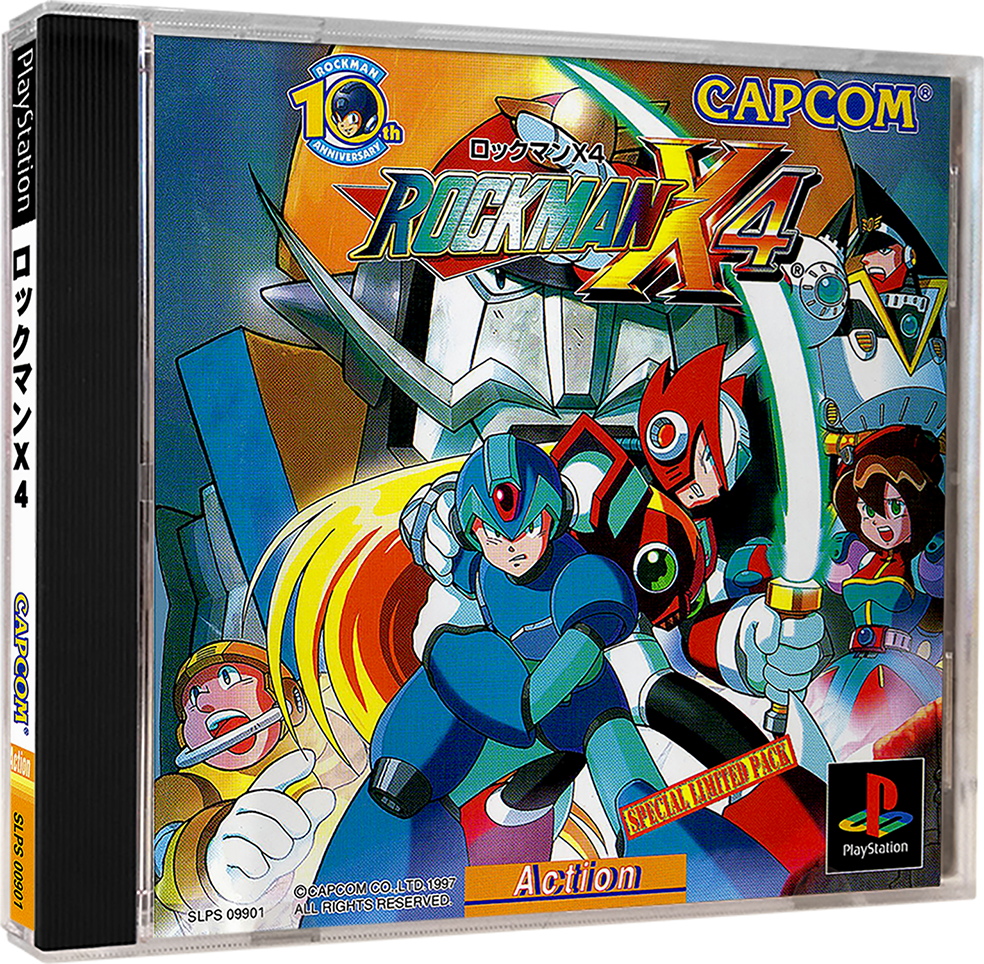 PlayStation
ロックマンX4
CAPCOM®
Action
SLPS 00901
ROCKMAN
10th
ANNIVERSARY
CAPCOM®
ロックマンX4
ROCKMAN X4®
SPECIAL LIMITED PACK
PlayStation
Action
©CAPCOM CO.,LTD.1997
ALL RIGHTS RESERVED.
SLPS 09901